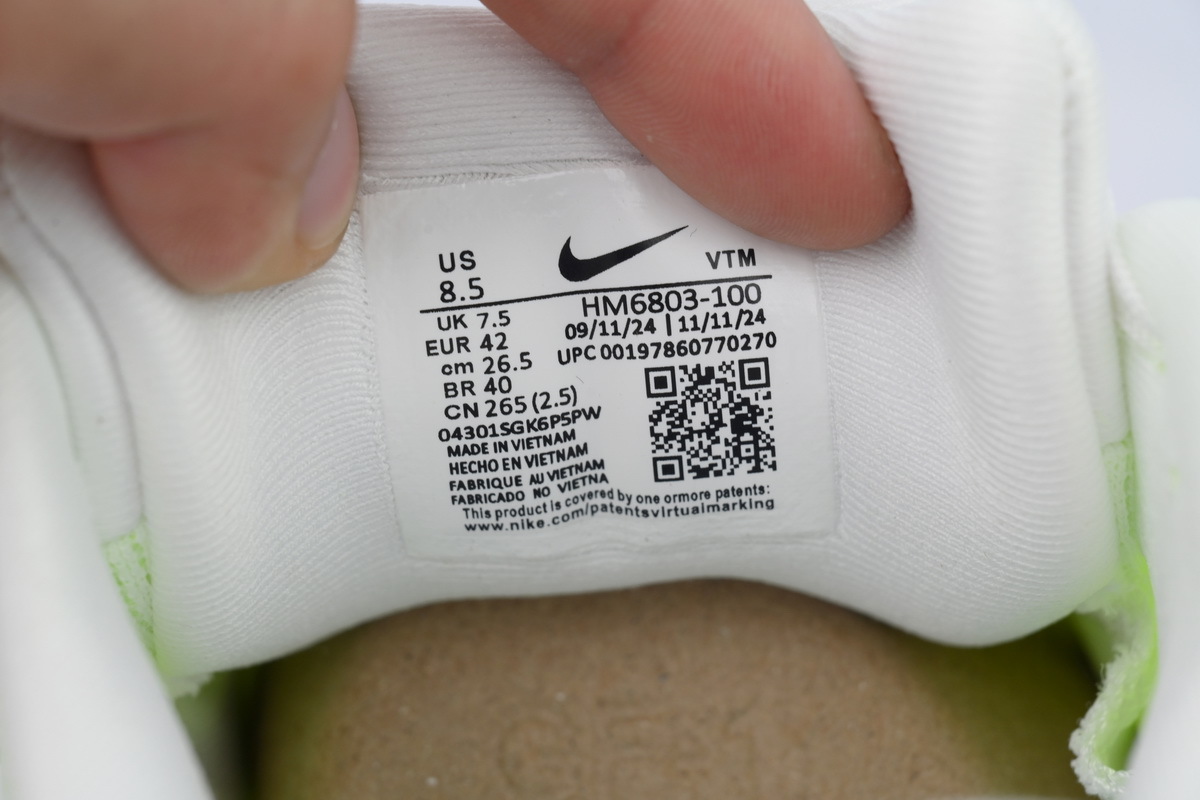 US VTM
8.5 HM6803-100
UK 7.5 09/11/24 | 11/11/24
EUR 42 UPC 00197860770270
cm 26.5
BR 40
CN 265 (2.5)
04301SGK6P5PW
MADE IN VIETNAM
HECHO EN VIETNAM
FABRIQUE AU VIETNAM
FABRICADO NO VIETNA
This product is covered by one ormore patents:
www.nike.com/patentsvirtualmarking